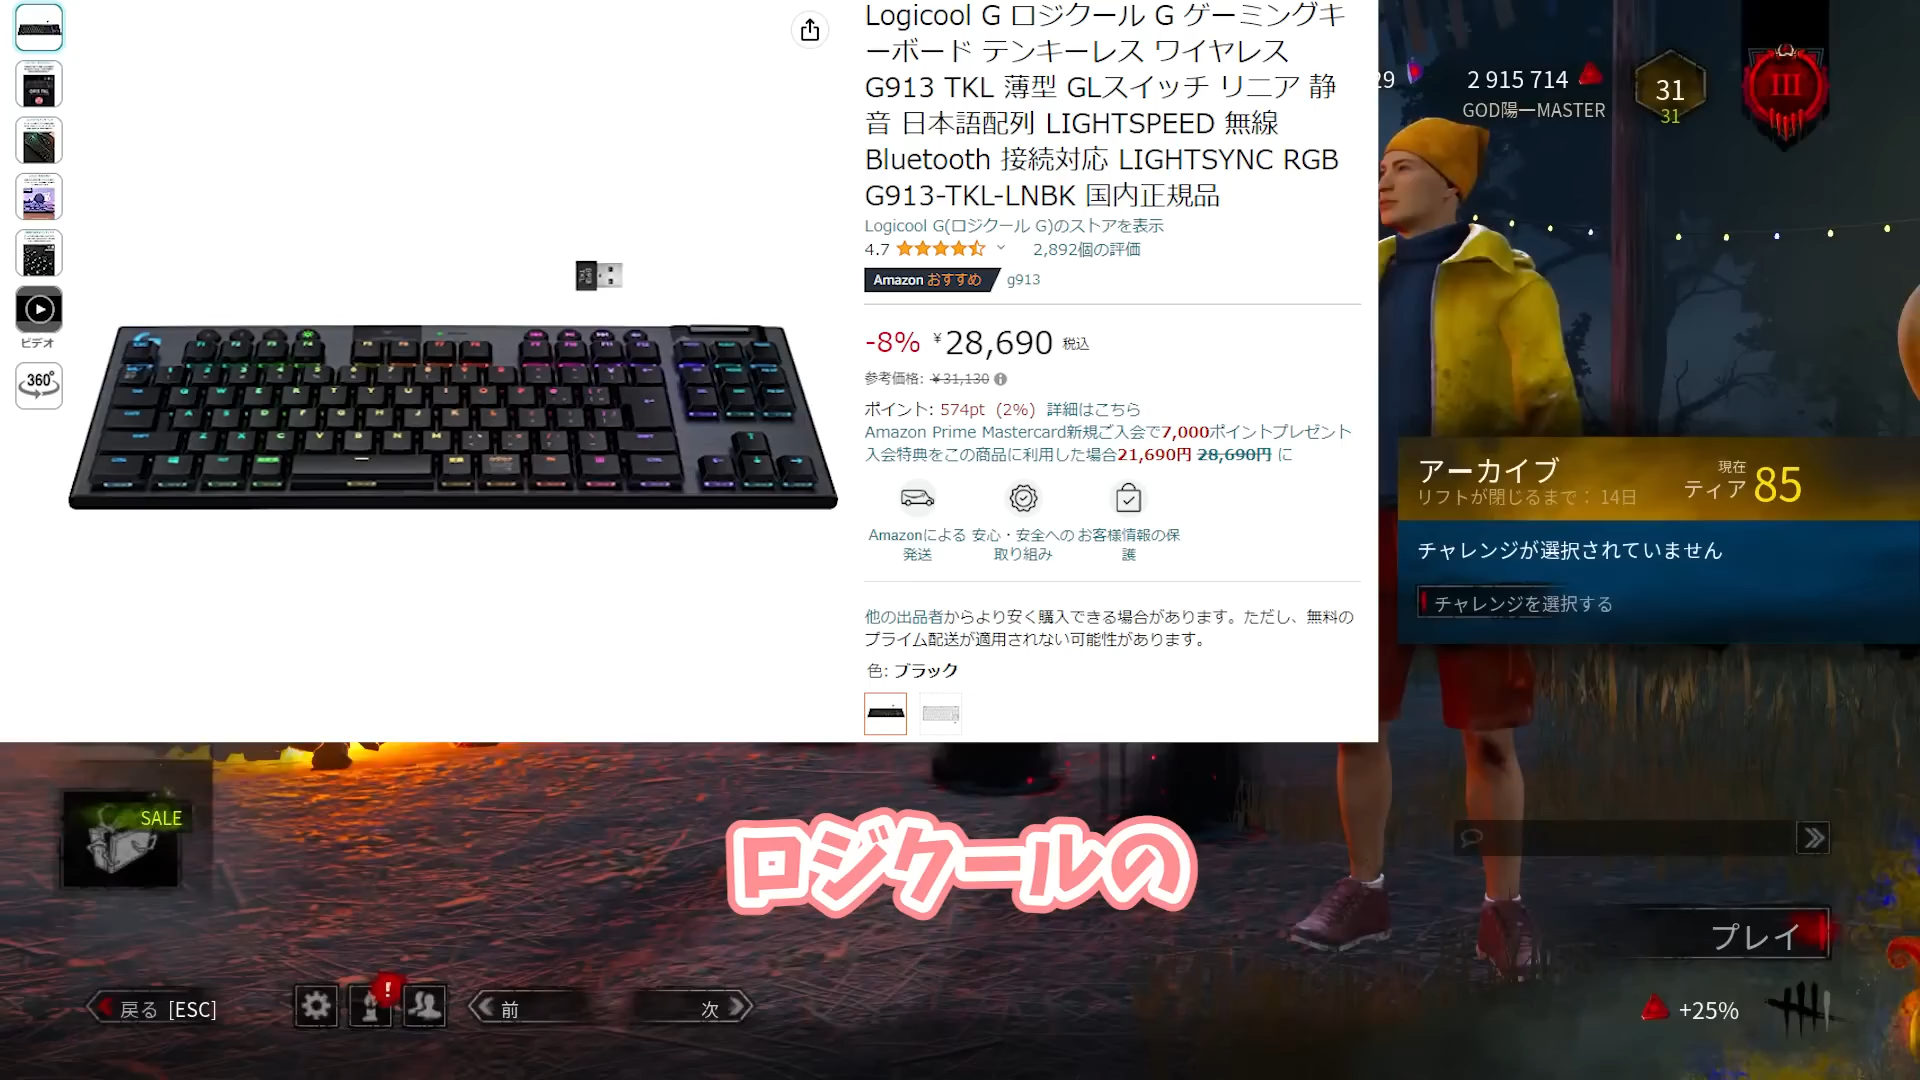 Logicool G ロジクール G ゲーミングキ
ーボード テンキーレス ワイヤレス
G913 TKL 薄型 GLスイッチ リニア 静
音 日本語配列 LIGHTSPEED 無線
Bluetooth 接続対応 LIGHTSYNC RGB
G913-TKL-LNBK 国内正規品
Logicool G(ロジクール G)のストアを表示
4.7 2,892個の評価
Amazon おすすめ g913
-8% ¥28,690 税込
参考価格: ¥31,130
ポイント: 574pt (2%) 詳細はこちら
Amazon Prime Mastercard新規ご入会で7,000ポイントプレゼント
入会特典をこの商品に利用した場合21,690円 28,690円 に
Amazonによる
発送
安心・安全への
取り組み
お客様情報の保
護
他の出品者からより安く購入できる場合があります。ただし、無料の
プライム配送が適用されない可能性があります。
色: ブラック
ビデオ
360°
29
2 915 714
GOD陽一MASTER
31
31
III
アーカイブ
リフトが閉じるまで： 14日
現在
ティア 85
チャレンジが選択されていません
チャレンジを選択する
SALE
ロジクールの
プレイ
戻る [ESC]
!
前
次
+25%